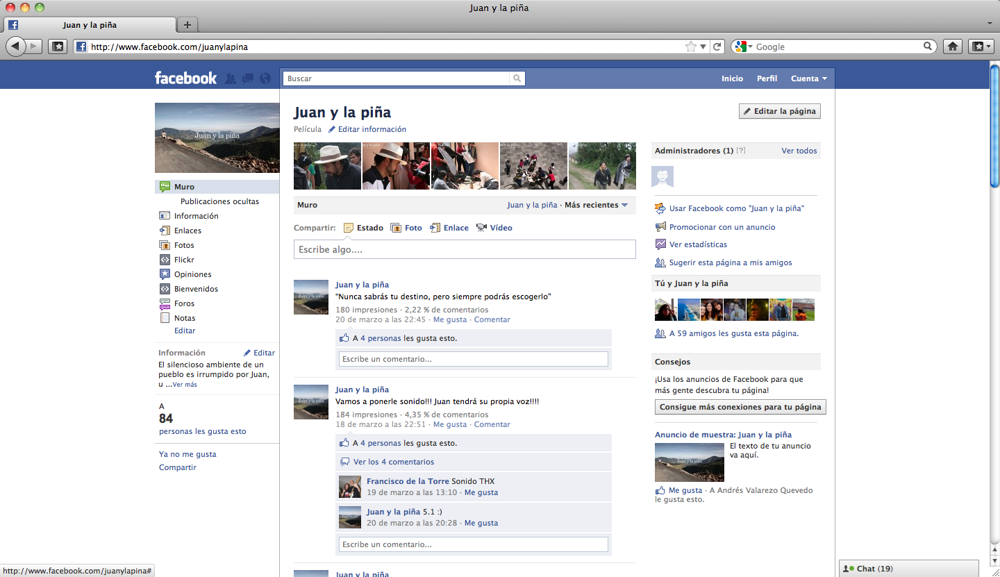 Juan y la piña
Juan y la piña
http://www.facebook.com/juanylapina
Google
facebook
Buscar
Inicio
Perfil
Cuenta
Juan y la piña
Muro
Publicaciones ocultas
Información
Enlaces
Fotos
Flickr
Opiniones
Bienvenidos
Foros
Notas
Editar
Información
Editar
El silencioso ambiente de un
pueblo es irrumpido por Juan,
u ...Ver más
A
84
personas les gusta esto
Ya no me gusta
Compartir
Juan y la piña
Película
Editar información
Muro
Juan y la piña · Más recientes
Compartir:
Estado
Foto
Enlace
Vídeo
Escribe algo....
Juan y la piña
“Nunca sabrás tu destino, pero siempre podrás escogerlo”
180 impresiones · 2,22 % de comentarios
20 de marzo a las 22:45 · Me gusta · Comentar
A 4 personas les gusta esto.
Escribe un comentario...
Juan y la piña
Vamos a ponerle sonido!!! Juan tendrá su propia voz!!!!
184 impresiones · 4,35 % de comentarios
18 de marzo a las 22:51 · Me gusta · Comentar
A 4 personas les gusta esto.
Ver los 4 comentarios
Francisco de la Torre Sonido THX
19 de marzo a las 13:10 · Me gusta
Juan y la piña 5.1 :)
20 de marzo a las 20:28 · Me gusta
Escribe un comentario...
Juan y la piña
Editar la página
Administradores (1) [?]
Ver todos
Usar Facebook como "Juan y la piña"
Promocionar con un anuncio
Ver estadísticas
Sugerir esta página a mis amigos
Tú y Juan y la piña
A 59 amigos les gusta esta página.
Consejos
¡Usa los anuncios de Facebook para que
más gente descubra tu página!
Consigue más conexiones para tu página
Anuncio de muestra: Juan y la piña
Juan y la piña
El texto de tu anuncio
va aquí.
Me gusta · A Andrés Valarezo Quevedo
le gusta esto.
http://www.facebook.com/juanylapina#
Chat (19)